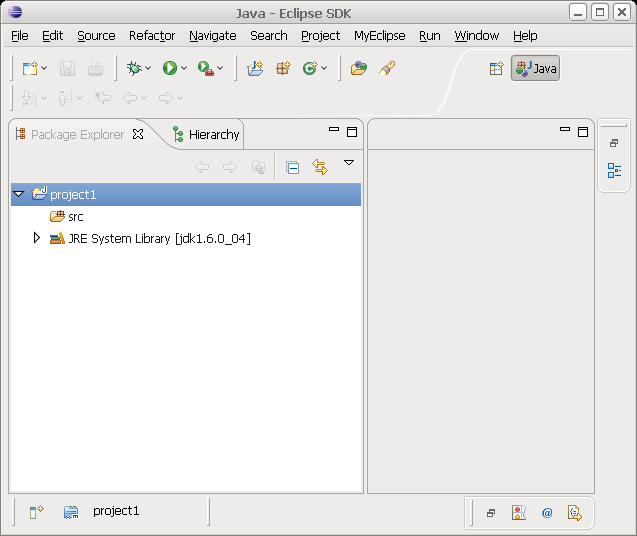 Java - Eclipse SDK
File Edit Source Refactor Navigate Search Project MyEclipse Run Window Help
Java
Package Explorer Hierarchy
project1
src
JRE System Library [jdk1.6.0_04]
project1